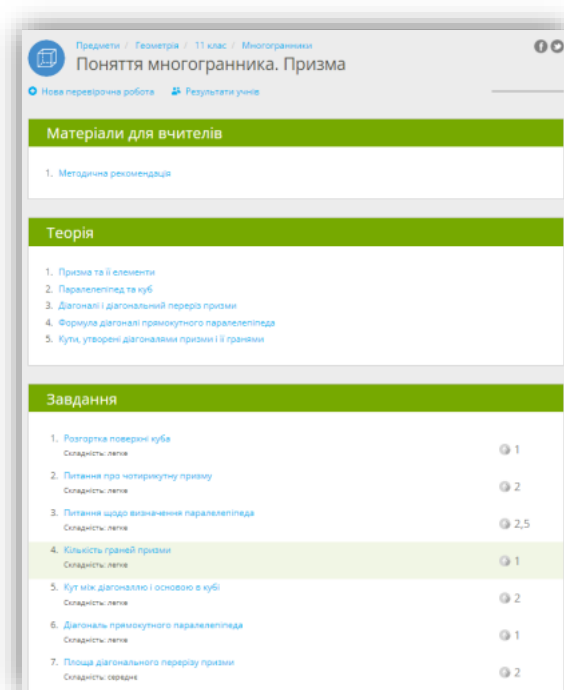 Предмети / Геометрія / 11 клас / Многогранники
Поняття многогранника. Призма
Нова перевірочна робота Результати учнів
Матеріали для вчителів
1. Методична рекомендація
Теорія
1. Призма та її елементи
2. Паралелепіпед та куб
3. Діагоналі і діагональний переріз призми
4. Формула діагоналі прямокутного паралелепіпеда
5. Кути, утворені діагоналями призми і її гранями
Завдання
1. Розгортка поверхні куба
Складність: легке
1
2. Питання про чотирикутну призму
Складність: легке
2
3. Питання щодо визначення паралелепіпеда
Складність: легке
2,5
4. Кількість граней призми
Складність: легке
1
5. Кут між діагоналлю і основою в кубі
Складність: легке
2
6. Діагональ прямокутного паралелепіпеда
Складність: легке
1
7. Площа діагонального перерізу призми
Складність: середнє
2